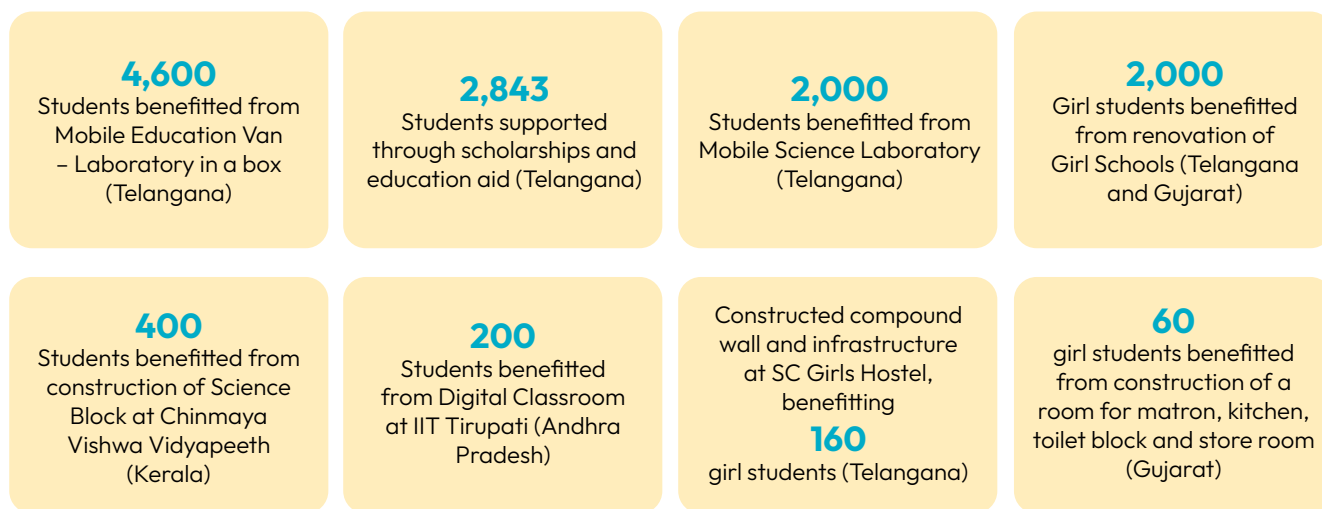 4,600
Students benefitted from
Mobile Education Van
– Laboratory in a box
(Telangana)
2,843
Students supported
through scholarships and
education aid (Telangana)
2,000
Students benefitted from
Mobile Science Laboratory
(Telangana)
2,000
Girl students benefitted
from renovation of
Girl Schools (Telangana
and Gujarat)
400
Students benefitted from
construction of Science
Block at Chinmaya
Vishwa Vidyapeeth
(Kerala)
200
Students benefitted
from Digital Classroom
at IIT Tirupati (Andhra
Pradesh)
Constructed compound
wall and infrastructure
at SC Girls Hostel,
benefitting
160
girl students (Telangana)
60
girl students benefitted
from construction of a
room for matron, kitchen,
toilet block and store room
(Gujarat)